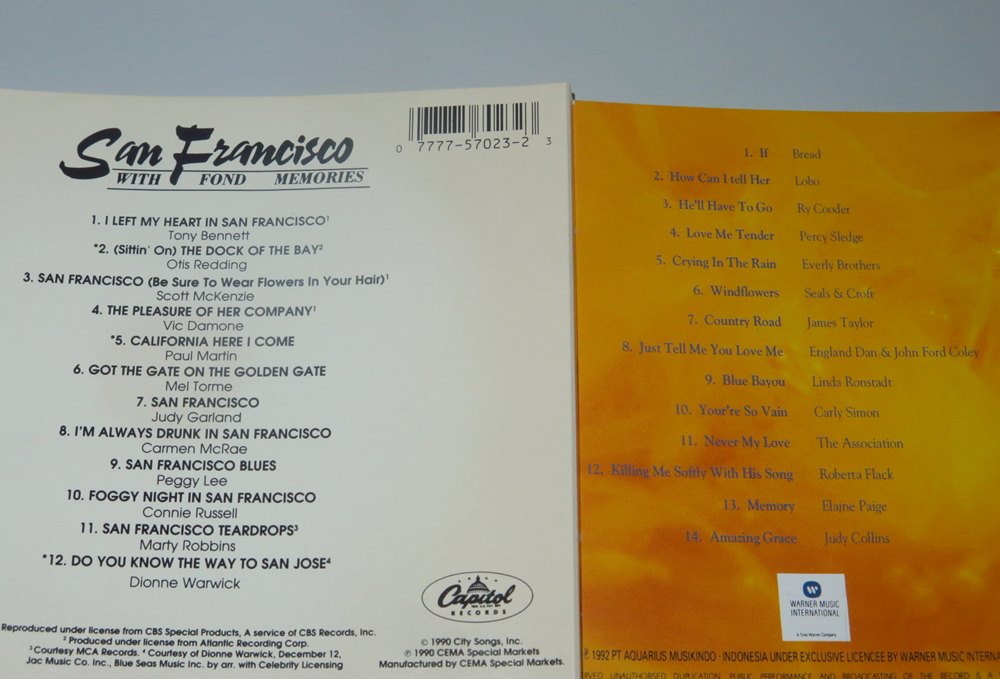 San Francisco
WITH FOND MEMORIES
0 7777-57023-2 3
1. I LEFT MY HEART IN SAN FRANCISCO¹
Tony Bennett
*2. (Sittin' On) THE DOCK OF THE BAY²
Otis Redding
3. SAN FRANCISCO (Be Sure To Wear Flowers In Your Hair)¹
Scott McKenzie
4. THE PLEASURE OF HER COMPANY¹
Vic Damone
*5. CALIFORNIA HERE I COME
Paul Martin
6. GOT THE GATE ON THE GOLDEN GATE
Mel Torme
7. SAN FRANCISCO
Judy Garland
8. I'M ALWAYS DRUNK IN SAN FRANCISCO
Carmen McRae
9. SAN FRANCISCO BLUES
Peggy Lee
10. FOGGY NIGHT IN SAN FRANCISCO
Connie Russell
11. SAN FRANCISCO TEARDROPS³
Marty Robbins
*12. DO YOU KNOW THE WAY TO SAN JOSE⁴
Dionne Warwick
Capitol
RECORDS
Reproduced under license from CBS Special Products, A service of CBS Records, Inc.
² Produced under license from Atlantic Recording Corp.
³ Courtesy MCA Records. ⁴ Courtesy of Dionne Warwick, December 12,
Jac Music Co. Inc., Blue Seas Music Inc. by arr. with Celebrity Licensing
© 1990 City Songs, Inc.
℗ 1990 CEMA Special Markets
Manufactured by CEMA Special Markets.
1. If Bread
2. How Can I tell Her Lobo
3. He'll Have To Go Ry Cooder
4. Love Me Tender Percy Sledge
5. Crying In The Rain Everly Brothers
6. Windflowers Seals & Croft
7. Country Road James Taylor
8. Just Tell Me You Love Me England Dan & John Ford Coley
9. Blue Bayou Linda Ronstadt
10. Your're So Vain Carly Simon
11. Never My Love The Association
12. Killing Me Softly With His Song Roberta Flack
13. Memory Elaine Paige
14. Amazing Grace Judy Collins
WARNER MUSIC
INTERNATIONAL
A Time Warner Company
℗ 1992 PT AQUARIUS MUSIKINDO · INDONESIA UNDER EXCLUSIVE LICENCEE BY WARNER MUSIC INTERNA
RVED UNAUTHORISED DUPLICATION PUBLIC PERFORMANCE AND BROADCASTING OF THE RECORD IS A